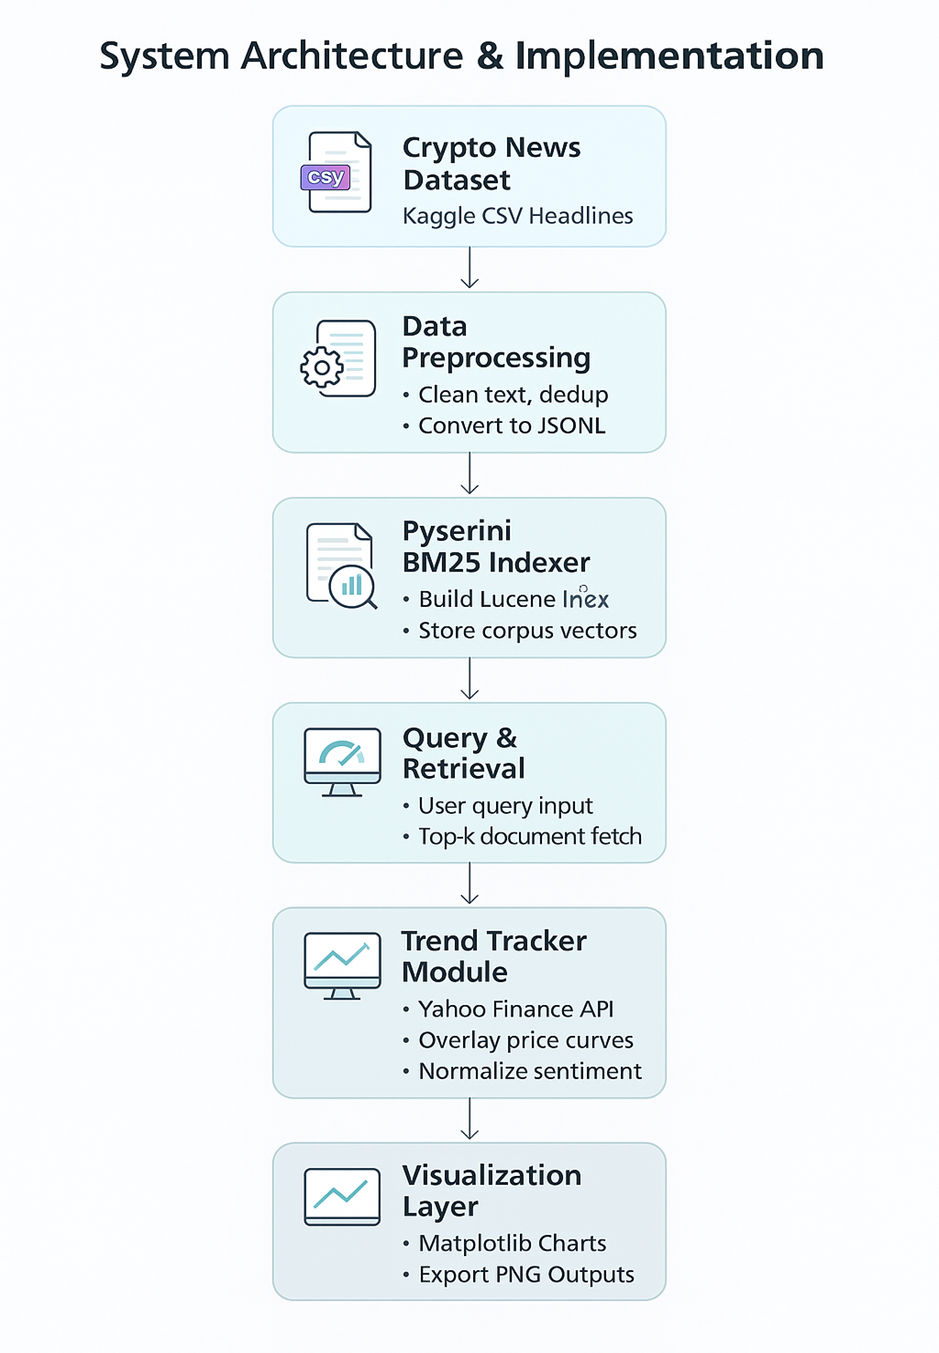 System Architecture & Implementation
csy
Crypto News
Dataset
Kaggle CSV Headlines
Data
Preprocessing
• Clean text, dedup
• Convert to JSONL
Pyserini
BM25 Indexer
• Build Lucene Inex
• Store corpus vectors
Query &
Retrieval
• User query input
• Top-k document fetch
Trend Tracker
Module
• Yahoo Finance API
• Overlay price curves
• Normalize sentiment
Visualization
Layer
• Matplotlib Charts
• Export PNG Outputs